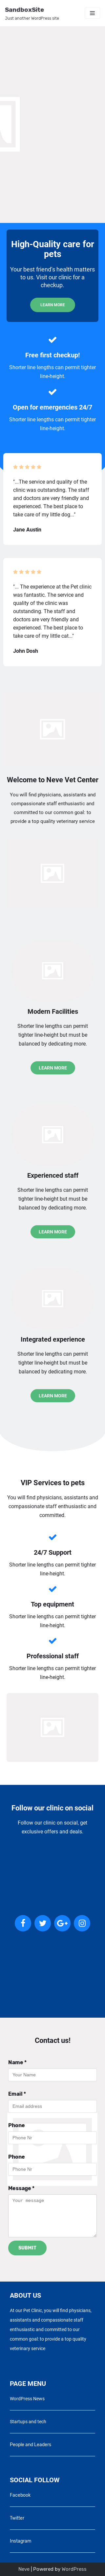 SandboxSite
Just another WordPress site
High-Quality care for
pets
Your best friend's health matters
to us. Visit our clinic for a
checkup.
LEARN MORE
Free first checkup!
Shorter line lengths can permit tighter
line-height.
Open for emergencies 24/7
Shorter line lengths can permit tighter
line-height.
"...The service and quality of the
clinic was outstanding. The staff
and doctors are very friendly and
experienced. The best place to
take care of my little dog..."
Jane Austin
"... The experience at the Pet clinic
was fantastic. The service and
quality of the clinic was
outstanding. The staff and
doctors are very friendly and
experienced. The best place to
take care of my little cat..."
John Dosh
Welcome to Neve Vet Center
You will find physicians, assistants and
compassionate staff enthusiastic and
committed to our common goal: to
provide a top quality veterinary service
Modern Facilities
Shorter line lengths can permit
tighter line-height but must be
balanced by decreased.
LEARN MORE
Experienced staff
Shorter line lengths can permit
tighter line-height but must be
balanced by decreased.
LEARN MORE
Integrated experience
Shorter line lengths can permit
tighter line-height but must be
balanced by decreased.
LEARN MORE
VIP Services to pets
You will find physicians, assistants and
compassionate staff enthusiastic and
committed.
24/7 Support
Shorter line lengths can permit tighter
line-height.
Top equipment
Shorter line lengths can permit tighter
line-height.
Professional staff
Shorter line lengths can permit tighter
line-height.
Follow our clinic on social
Follow our clinic on social, get
exclusive offers and deals.
Contact us!
Name *
Your Name
Email *
Email address
Phone
Phone Nr
Phone
Phone Nr
Message *
Your message
SUBMIT
ABOUT US
At our Pet Clinic, you will find physicians,
assistants and compassionate staff
enthusiastic and committed to our
common goal: to provide a top quality
veterinary service
PAGE MENU
WordPress News
Startups and tech
People and Leaders
SOCIAL FOLLOW
Facebook
Twitter
Instagram
Neve | Powered by WordPress